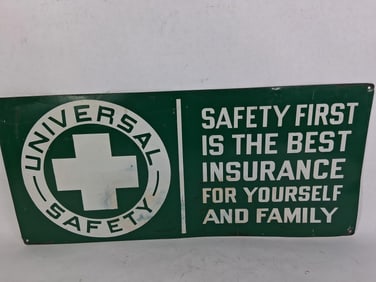 UNIVERSAL
SAFETY
SAFETY FIRST
IS THE BEST
INSURANCE
FOR YOURSELF
AND FAMILY